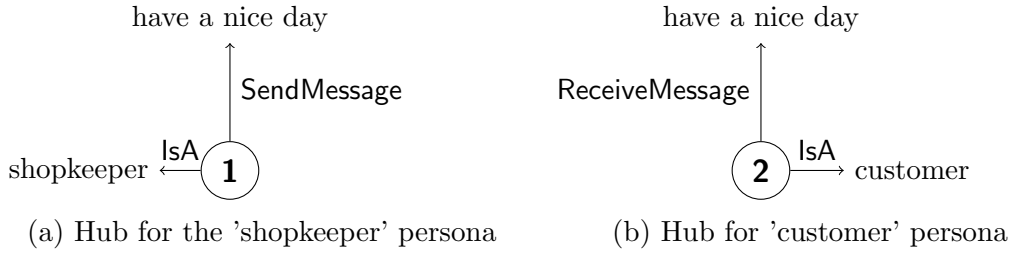 have a nice day
SendMessage
IsA
shopkeeper
1
(a) Hub for the 'shopkeeper' persona
have a nice day
ReceiveMessage
IsA
2
customer
(b) Hub for 'customer' persona